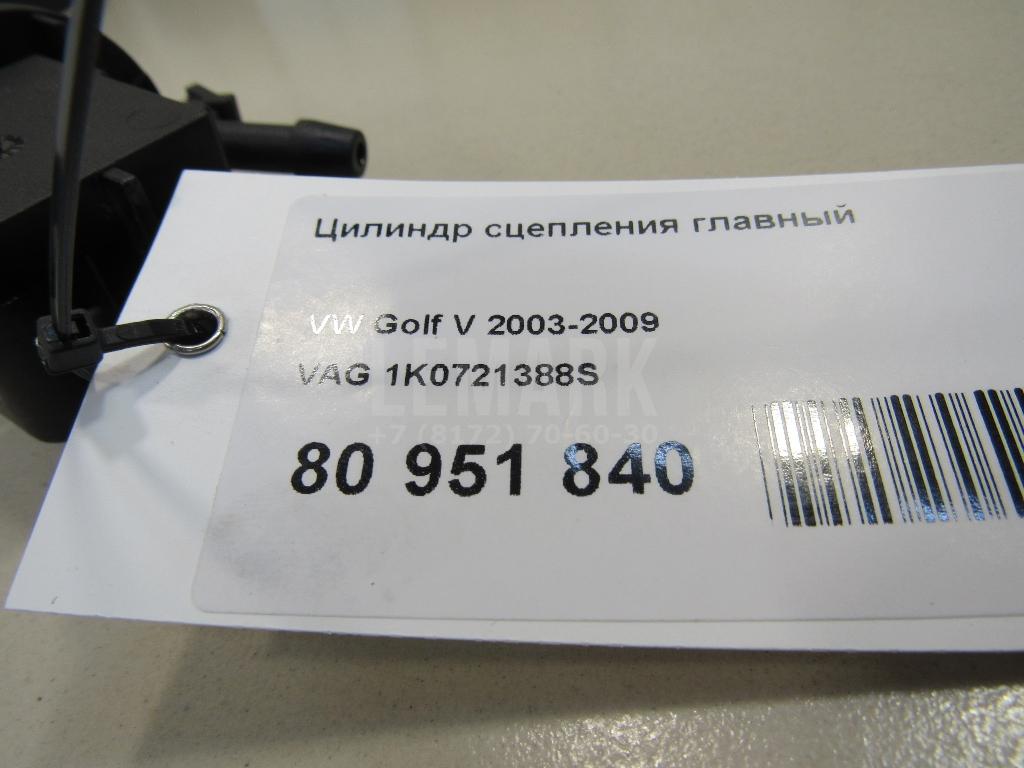 Цилиндр сцепления главный
VW Golf V 2003-2009
VAG 1K0721388S
LEMARK
+7 (8172) 70-60-30
80 951 840